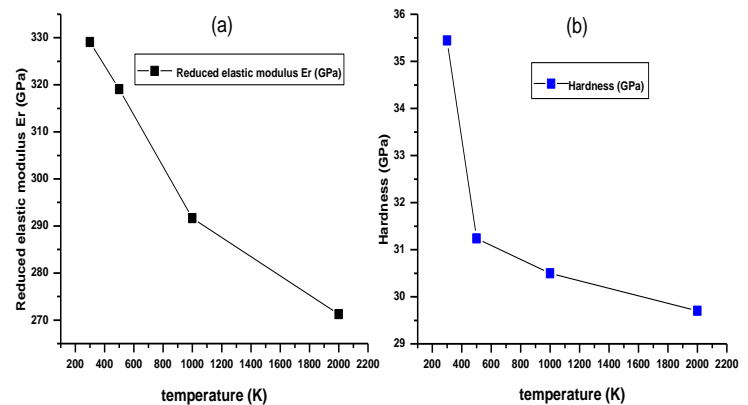 (a)
Reduced elastic modulus Er (GPa)
Reduced elastic modulus Er (GPa)
330
320
310
300
290
280
270
200 400 600 800 1000 1200 1400 1600 1800 2000 2200
temperature (K)
(b)
Hardness (GPa)
Hardness (GPa)
36
35
34
33
32
31
30
29
200 400 600 800 1000 1200 1400 1600 1800 2000 2200
temperature (K)